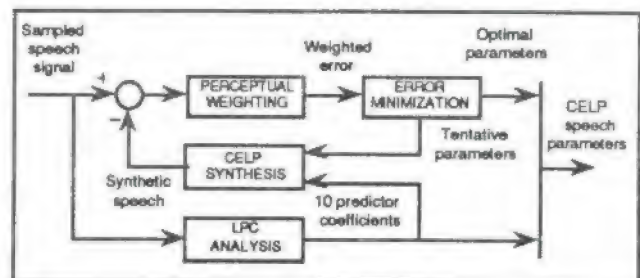 Sampled
speech
signal
+
−
Weighted
error
Optimal
parameters
PERCEPTUAL
WEIGHTING
ERROR
MINIMIZATION
CELP
speech
parameters
Tentative
parameters
CELP
SYNTHESIS
Synthetic
speech
10 predictor
coefficients
LPC
ANALYSIS